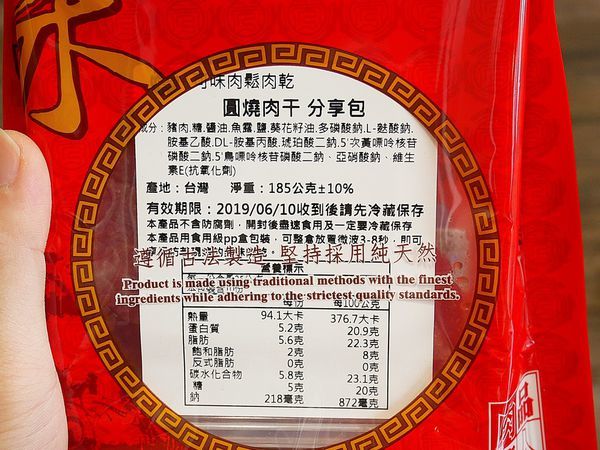 味肉鬆肉乾
圓燒肉干 分享包
成分：豬肉,糖,醬油,魚露,鹽,葵花籽油,多磷酸鈉,L-麩酸鈉,
胺基乙酸,DL-胺基丙酸,琥珀酸二鈉,5'次黃嘌呤核苷
磷酸二鈉,5'鳥嘌呤核苷磷酸二鈉、亞硝酸鈉、維生
素E(抗氧化劑)
產地：台灣 淨重：185公克±10%
有效期限：2019/06/10收到後請先冷藏保存
本產品不含防腐劑，開封後盡速食用及一定要冷藏保存
本產品用食用級pp盒包裝，可整盒放置微波3-8秒，即可
遵循古法製造 堅持採用純天然
營養標示
Product is made using traditional methods with the finest
ingredients while adhering to the strictest quality standards.
每份 每100公克
熱量 94.1大卡 376.7大卡
蛋白質 5.2克 20.9克
脂肪 5.6克 22.3克
飽和脂肪 2克 8克
反式脂肪 0克 0克
碳水化合物 5.8克 23.1克
糖 5克 20克
鈉 218毫克 872毫克
肉品